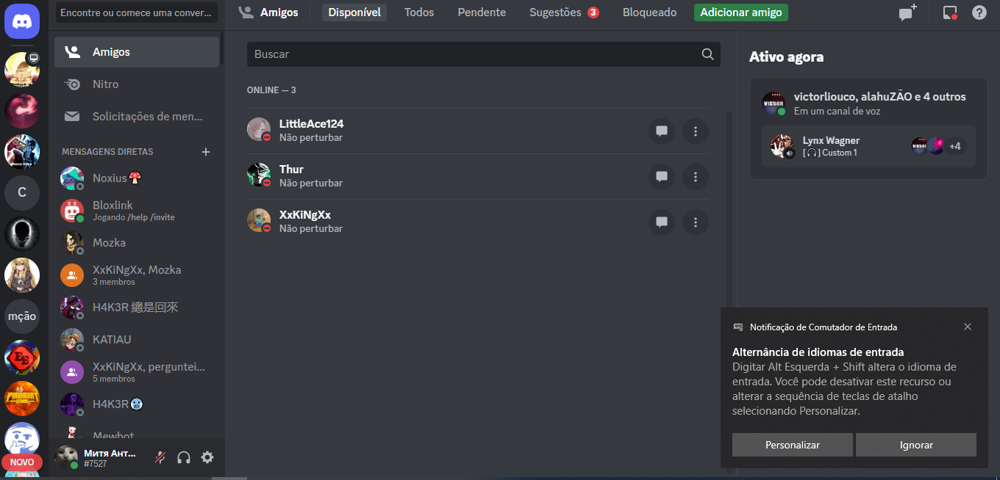 Encontre ou comece uma conver...
Amigos
Disponível
Todos
Pendente
Sugestões 3
Bloqueado
Adicionar amigo
Amigos
Nitro
Solicitações de men...
MENSAGENS DIRETAS
Noxius
Bloxlink
Jogando /help /invite
Mozka
XxKiNgXx, Mozka
3 membros
H4K3R 總是回來
KATIAU
XxKiNgXx, perguntei...
5 membros
H4K3R
Mewbot
Митя Ант...
#7527
C
mção
NOVO
Buscar
ONLINE — 3
LittleAce124
Não perturbar
Thur
Não perturbar
XxKiNgXx
Não perturbar
Ativo agora
victorliouco, alahuZÃO e 4 outros
Em um canal de voz
Lynx Wagner
[🎧] Custom 1
+4
Notificação de Comutador de Entrada
Alternância de idiomas de entrada
Digitar Alt Esquerda + Shift altera o idioma de
entrada. Você pode desativar este recurso ou
alterar a sequência de teclas de atalho
selecionando Personalizar.
Personalizar
Ignorar